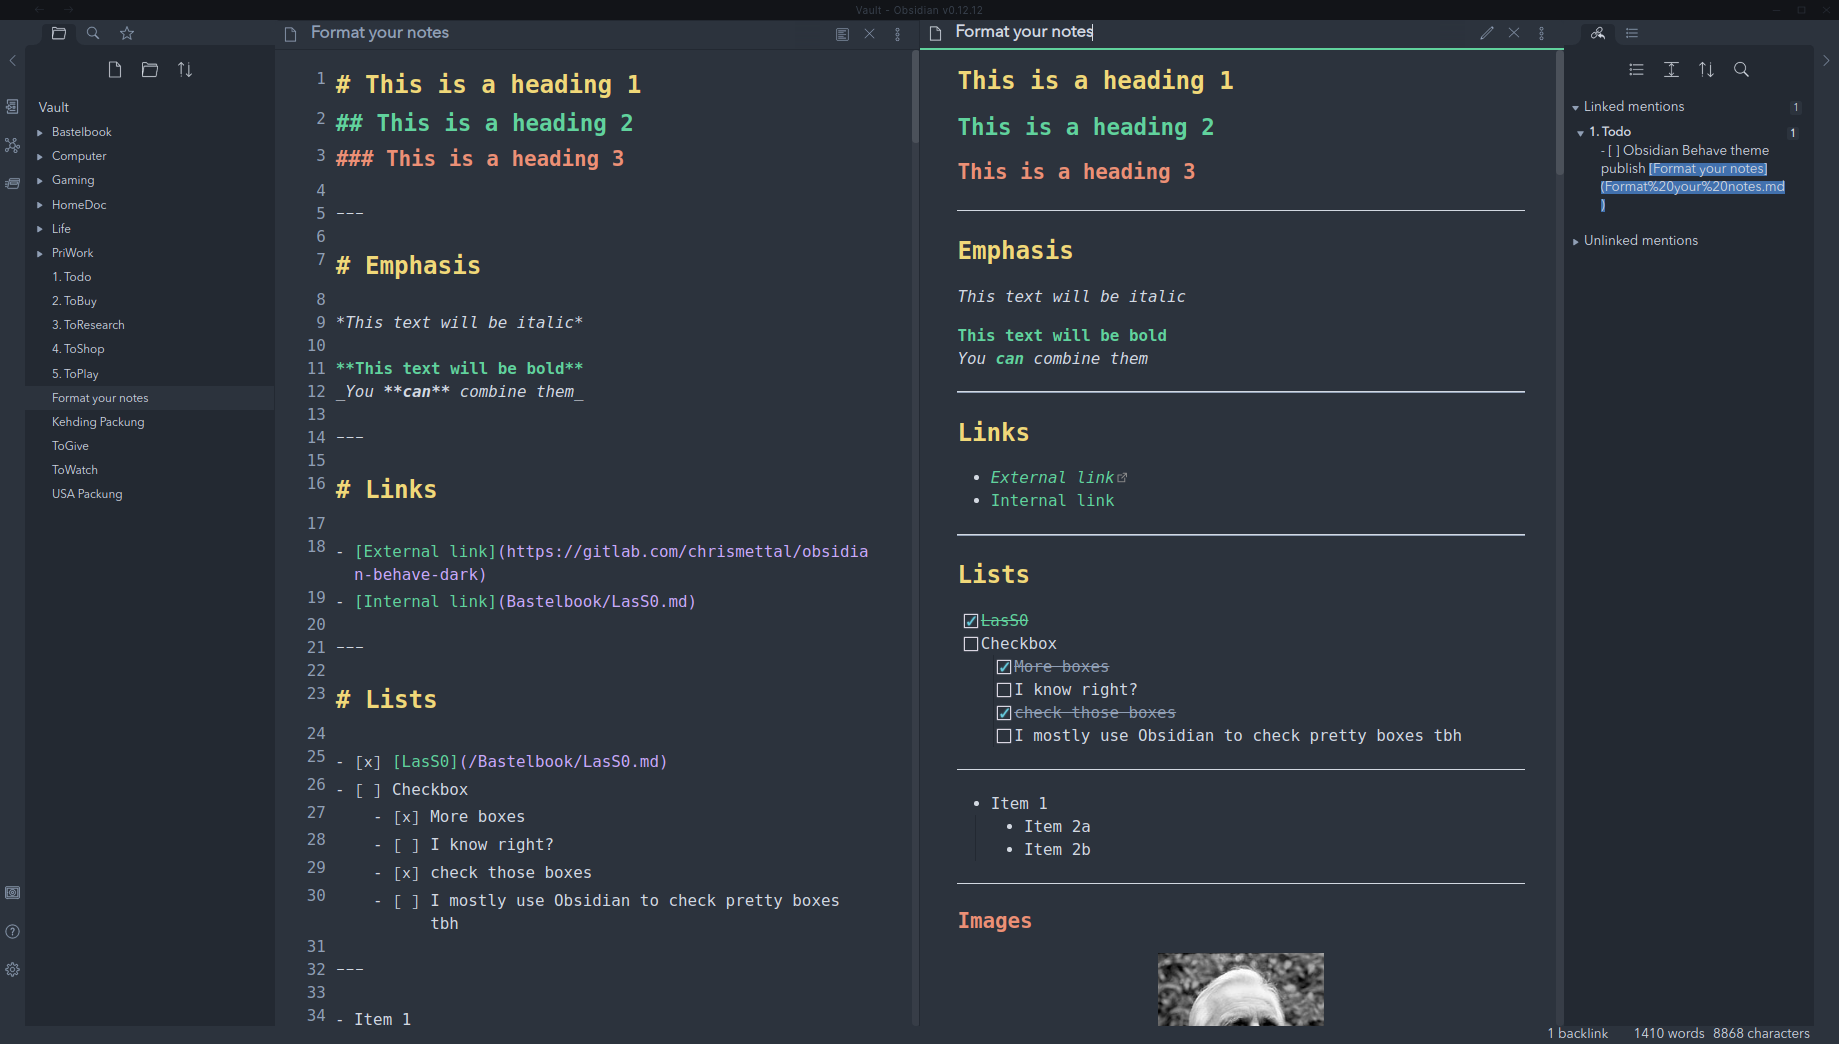 Vault - Obsidian v0.12.12
Vault
Bastelbook
Computer
Gaming
HomeDoc
Life
PriWork
1. Todo
2. ToBuy
3. ToResearch
4. ToShop
5. ToPlay
Format your notes
Kehding Packung
ToGive
ToWatch
USA Packung
Format your notes
1 # This is a heading 1
2 ## This is a heading 2
3 ### This is a heading 3
4
5 ---
6
7 # Emphasis
8
9 *This text will be italic*
10
11 **This text will be bold**
12 _You **can** combine them_
13
14 ---
15
16 # Links
17
18 - [External link](https://gitlab.com/chrismettal/obsidia
n-behave-dark)
19 - [Internal link](Bastelbook/LasS0.md)
20
21 ---
22
23 # Lists
24
25 - [x] [LasS0](/Bastelbook/LasS0.md)
26 - [ ] Checkbox
27 - [x] More boxes
28 - [ ] I know right?
29 - [x] check those boxes
30 - [ ] I mostly use Obsidian to check pretty boxes
tbh
31
32 ---
33
34 - Item 1
Format your notes
This is a heading 1
This is a heading 2
This is a heading 3
Emphasis
This text will be italic
This text will be bold
You can combine them
Links
• External link
• Internal link
Lists
LasS0
Checkbox
More boxes
I know right?
check those boxes
I mostly use Obsidian to check pretty boxes tbh
• Item 1
• Item 2a
• Item 2b
Images
Linked mentions 1
1. Todo 1
- [ ] Obsidian Behave theme
publish [Format your notes]
(Format%20your%20notes.md
)
Unlinked mentions
1 backlink 1410 words 8868 characters